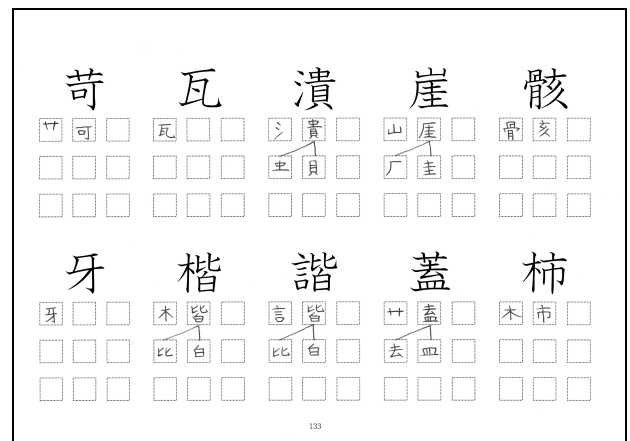 苛 瓦 潰 崖 骸
艹 可 瓦 氵 貴 山 厓 骨 亥
䖝 貝 厂 圭
牙 楷 諧 蓋 柿
牙 木 皆 言 皆 艹 盍 木 市
比 白 比 白 去 皿
133